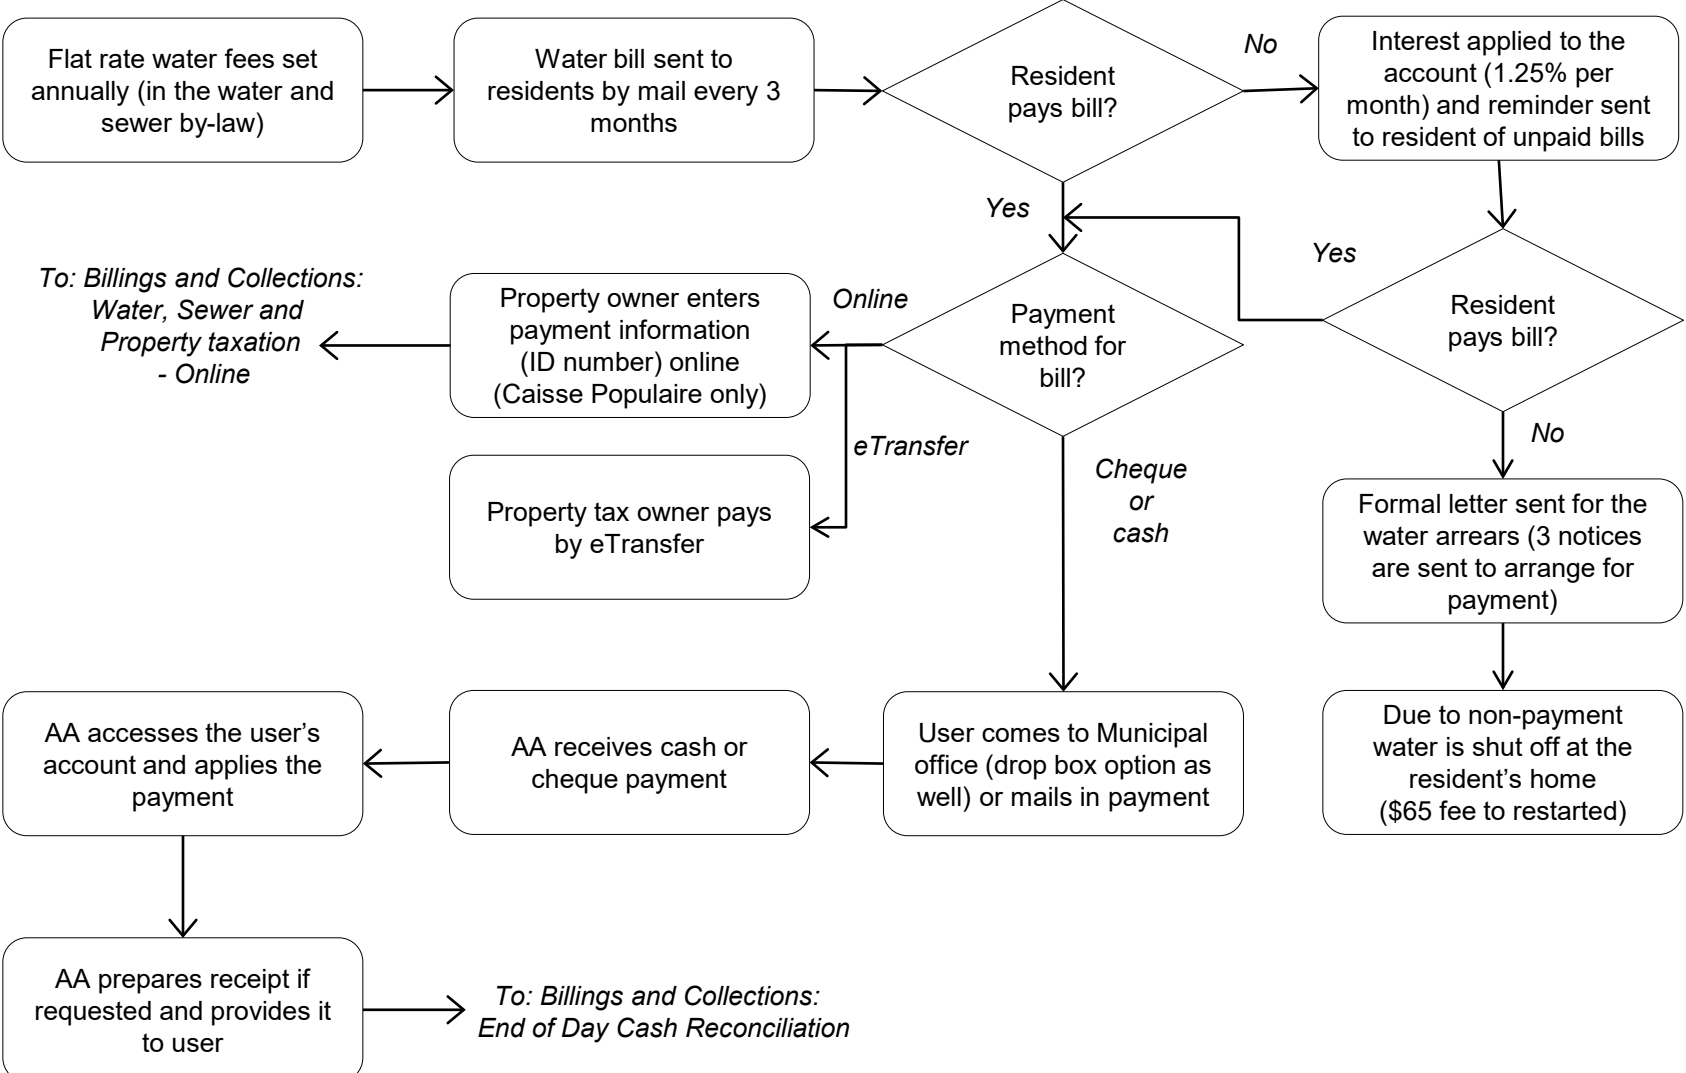 Flat rate water fees set
annually (in the water and
sewer by-law)
Water bill sent to
residents by mail every 3
months
Resident
pays bill?
No
Interest applied to the
account (1.25% per
month) and reminder sent
to resident of unpaid bills
Yes
Yes
Resident
pays bill?
To: Billings and Collections:
Water, Sewer and
Property taxation
- Online
Property owner enters
payment information
(ID number) online
(Caisse Populaire only)
Online
Payment
method for
bill?
eTransfer
Property tax owner pays
by eTransfer
Cheque
or
cash
No
Formal letter sent for the
water arrears (3 notices
are sent to arrange for
payment)
AA accesses the user’s
account and applies the
payment
AA receives cash or
cheque payment
User comes to Municipal
office (drop box option as
well) or mails in payment
Due to non-payment
water is shut off at the
resident’s home
($65 fee to restarted)
AA prepares receipt if
requested and provides it
to user
To: Billings and Collections:
End of Day Cash Reconciliation